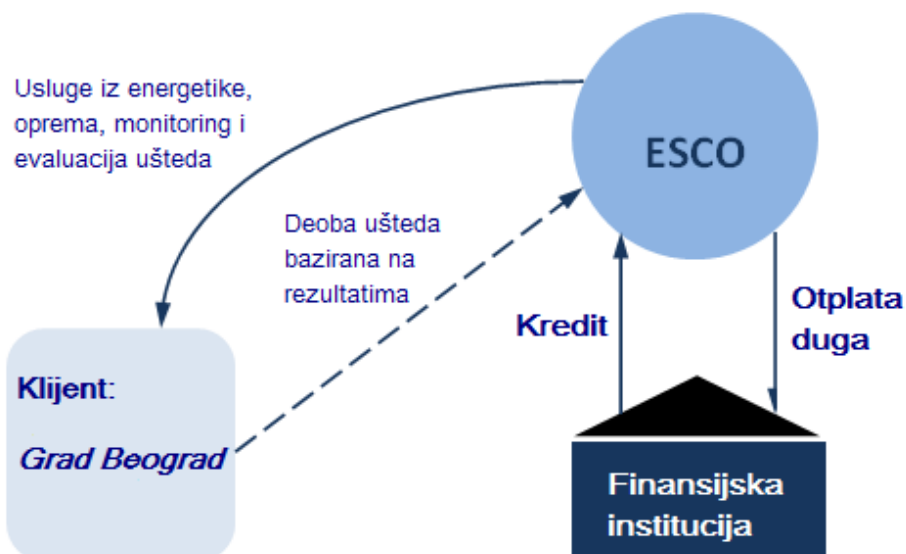 Usluge iz energetike,
oprema, monitoring i
evaluacija ušteda
ESCO
Deoba ušteda
bazirana na
rezultatima
Kredit
Otplata
duga
Klijent:
Grad Beograd
Finansijska
institucija